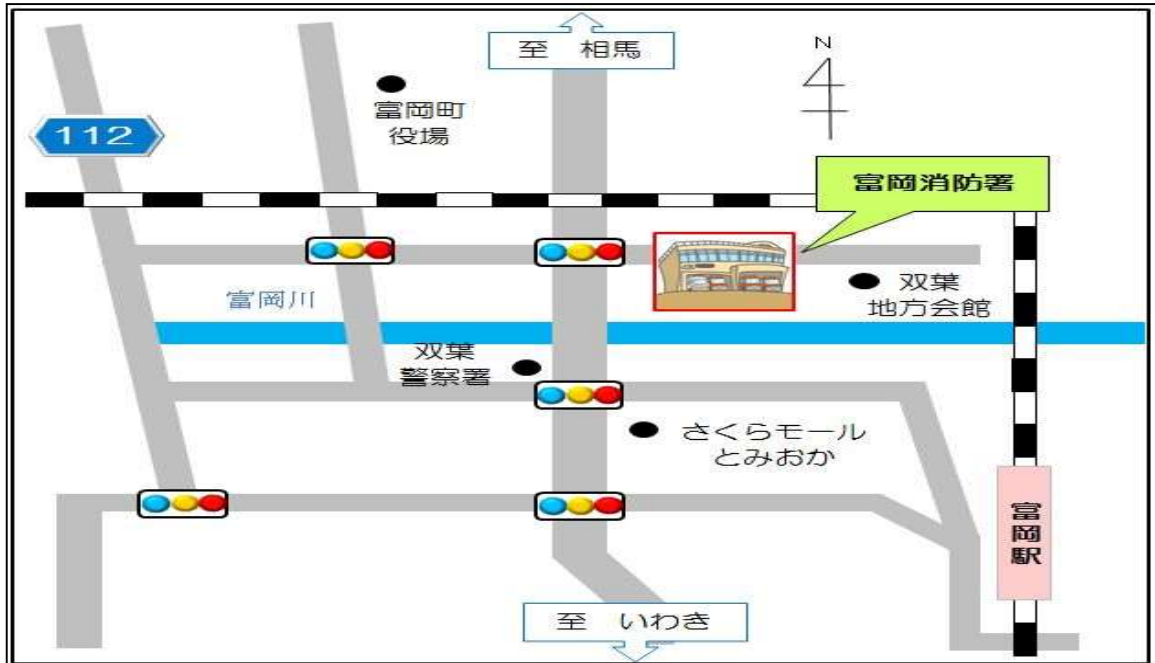 至 相馬
N
富岡町
役場
112
富岡消防署
富岡川
双葉
地方会館
双葉
警察署
さくらモール
とみおか
富岡駅
至 いわき